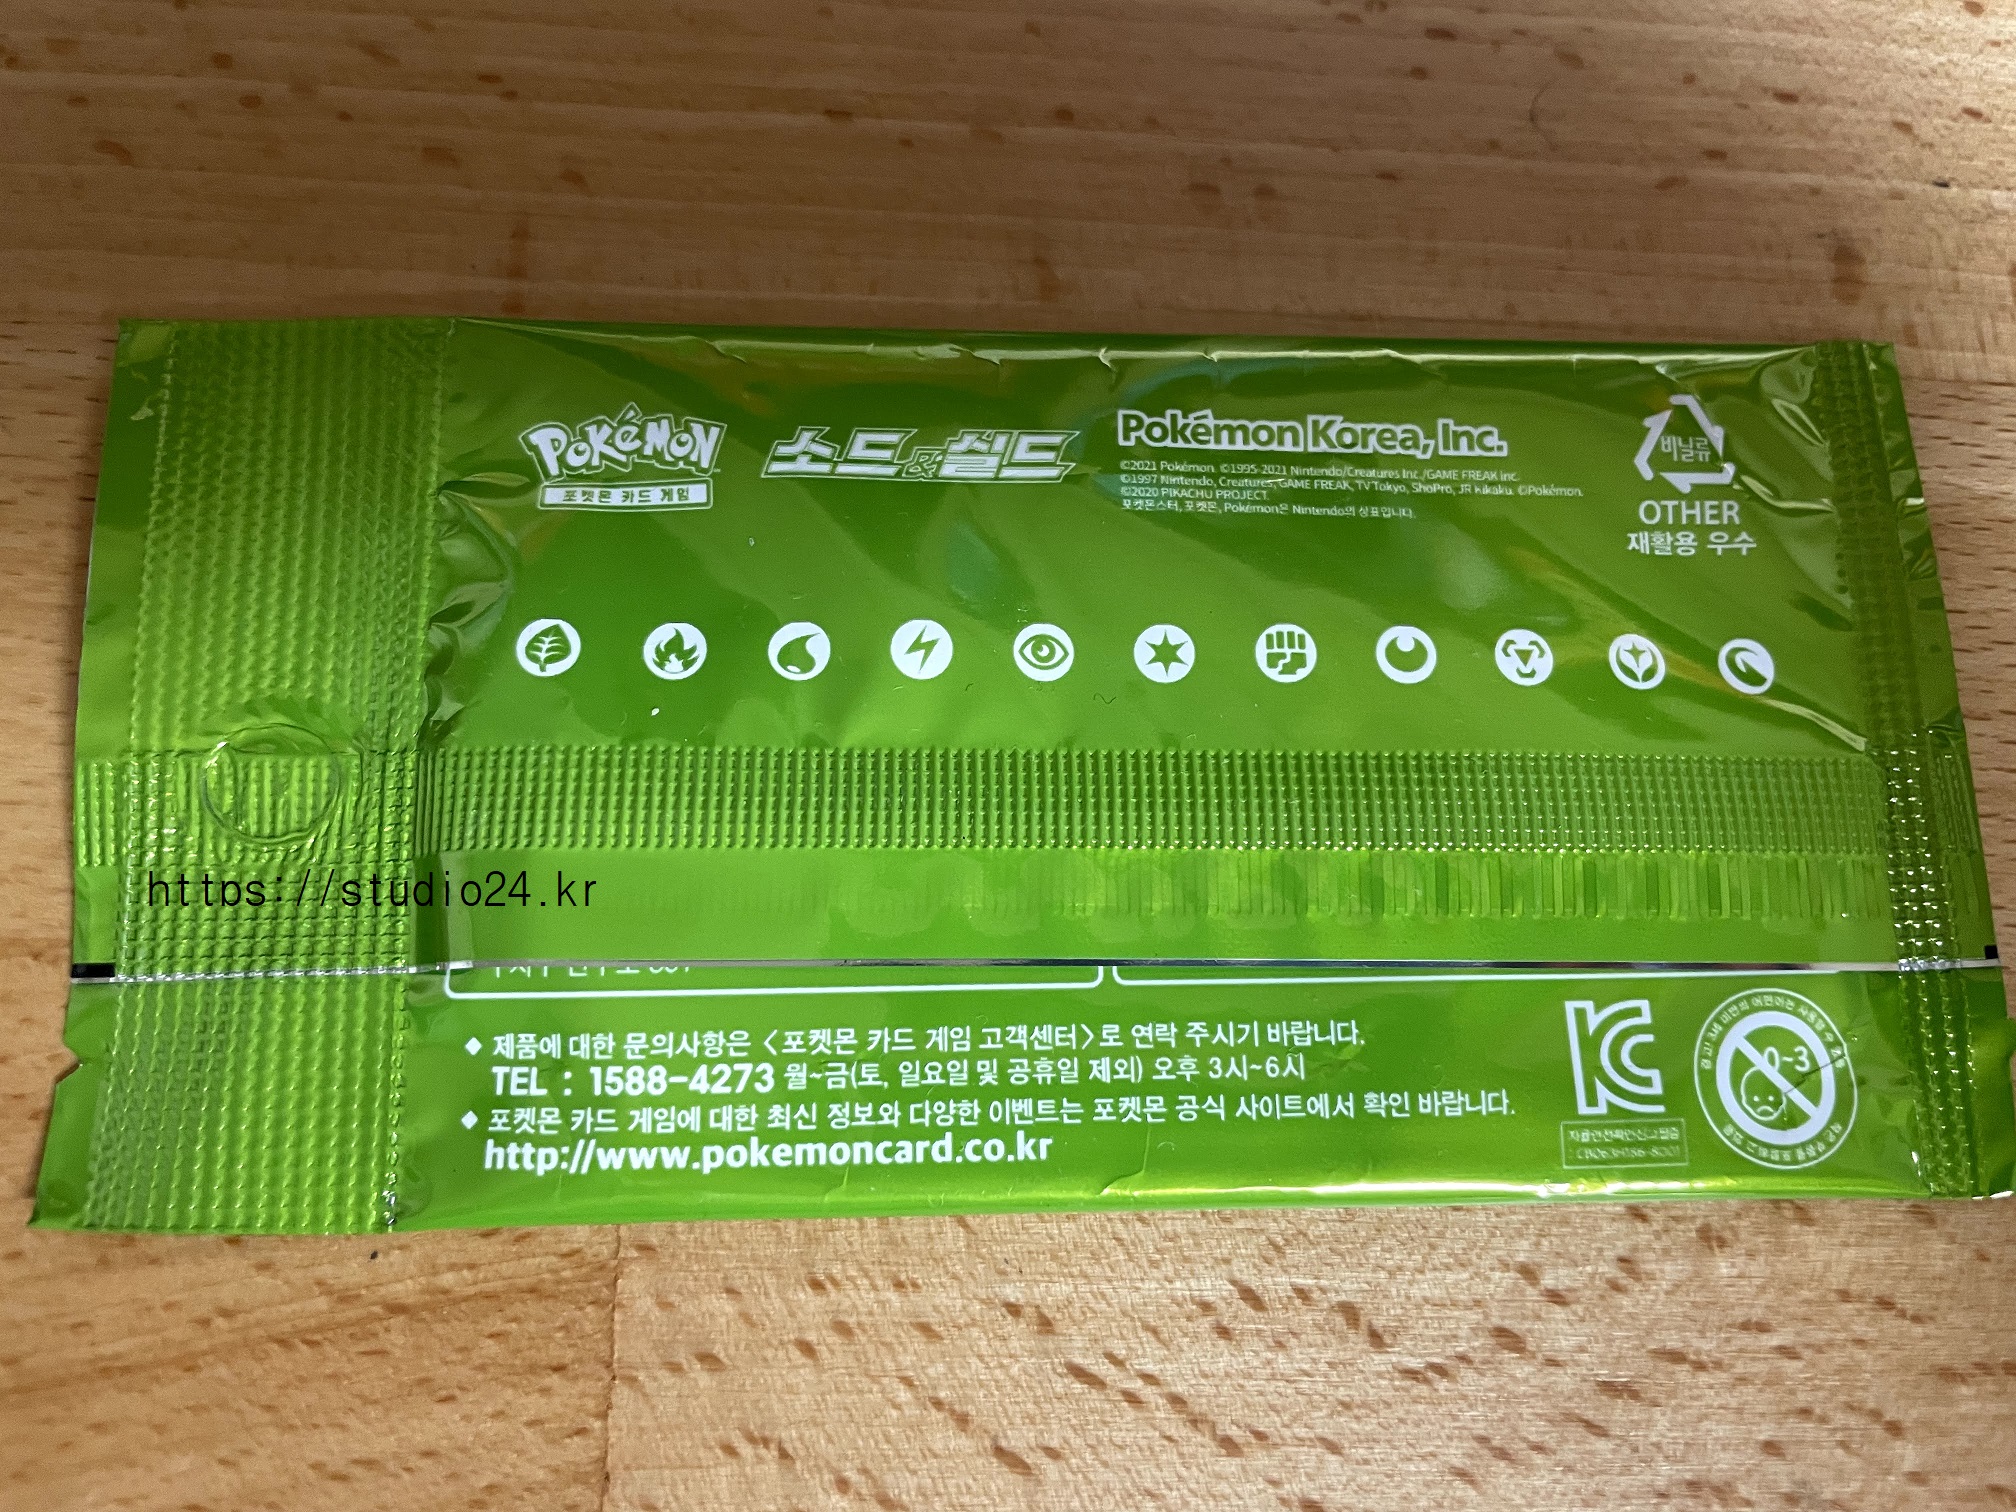 POKéMON
포켓몬 카드 게임
소드&실드
Pokémon Korea, Inc.
©2021 Pokémon. ©1995-2021 Nintendo/Creatures Inc./GAME FREAK inc.
©1997 Nintendo, Creatures, GAME FREAK, TV Tokyo, ShoPro, JR Kikaku. ©Pokémon.
©2020 PIKACHU PROJECT.
포켓몬스터, 포켓몬, Pokémon은 Nintendo의 상표입니다.
비닐류
OTHER
재활용 우수
https://studio24.kr
◆ 제품에 대한 문의사항은 <포켓몬 카드 게임 고객센터>로 연락 주시기 바랍니다.
TEL : 1588-4273 월~금(토, 일요일 및 공휴일 제외) 오후 3시~6시
◆ 포켓몬 카드 게임에 대한 최신 정보와 다양한 이벤트는 포켓몬 공식 사이트에서 확인 바랍니다.
http://www.pokemoncard.co.kr
KC
0~3